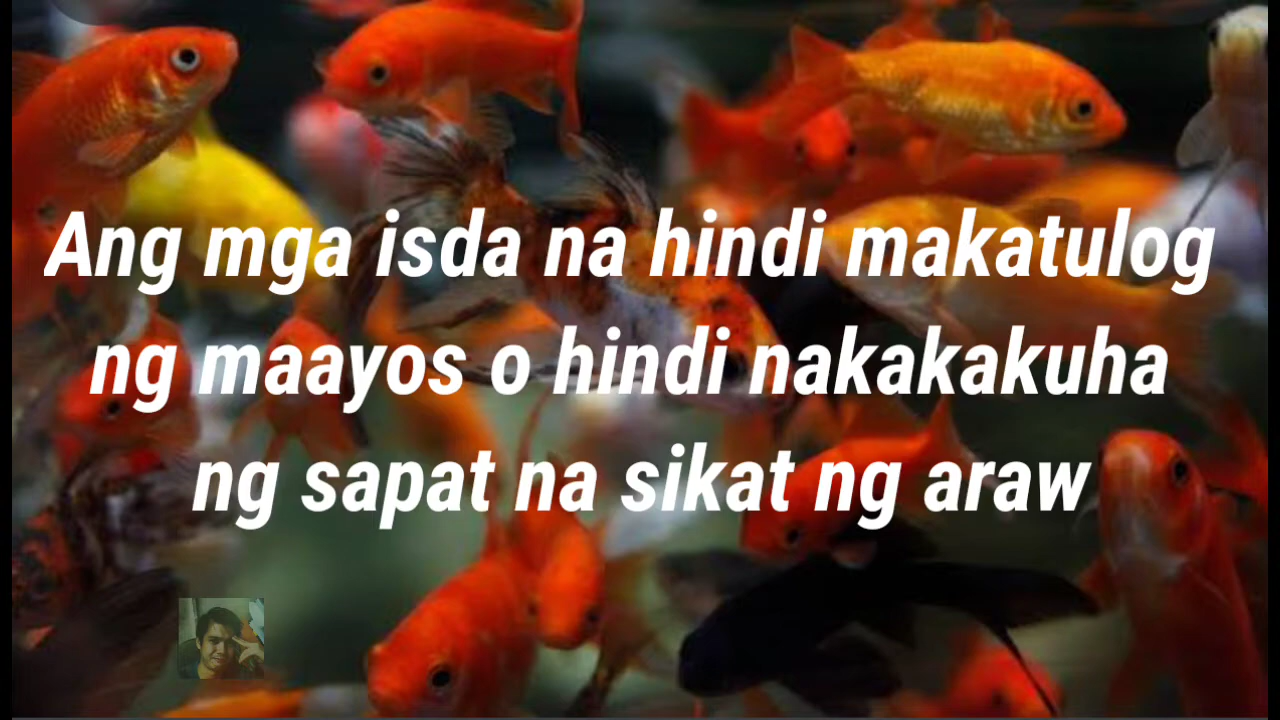 Ang mga isda na hindi makatulog
ng maayos o hindi nakakakuha
ng sapat na sikat ng araw